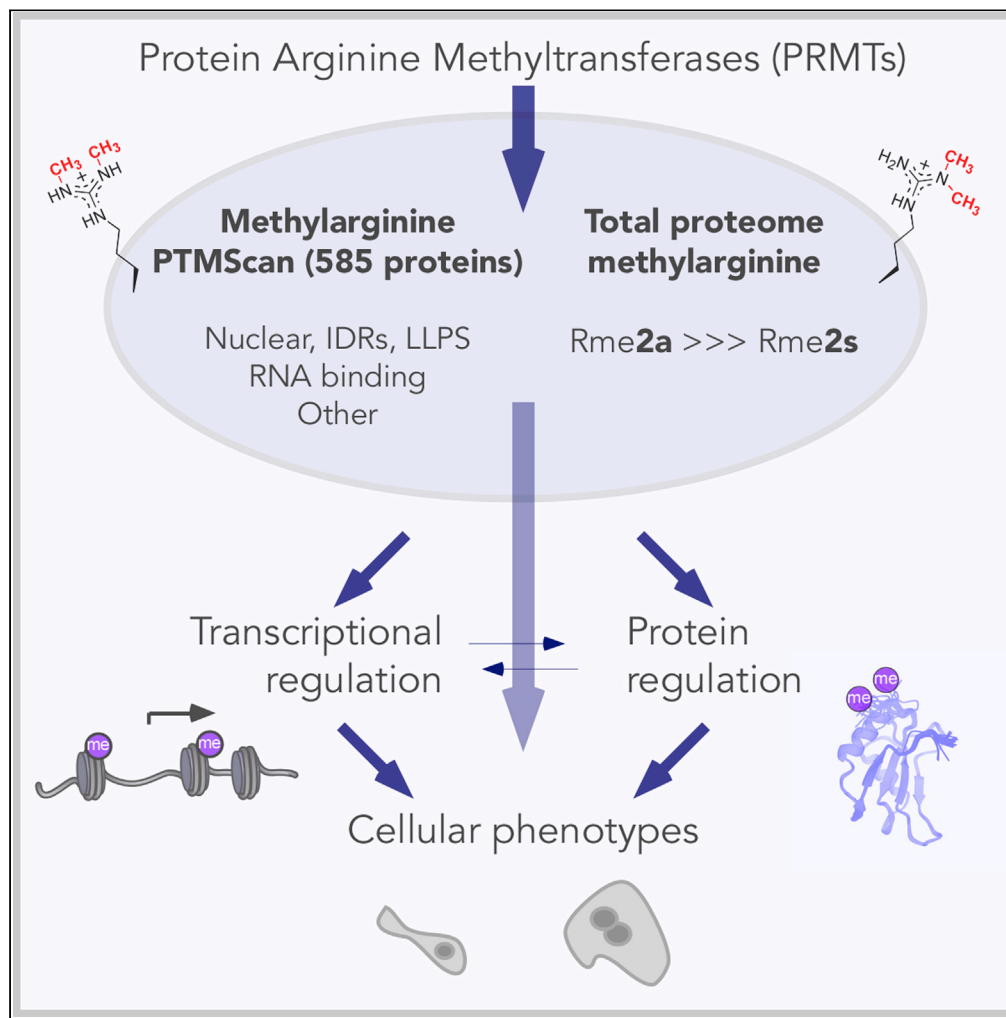 Protein Arginine Methyltransferases (PRMTs)
CH3 CH3
+
HN NH
HN
Methylarginine
PTMScan (585 proteins)
Nuclear, IDRs, LLPS
RNA binding
Other
H2N + CH3
N
HN CH3
Total proteome
methylarginine
Rme2a >>> Rme2s
Transcriptional
regulation
Protein
regulation
me
me
me
me
Cellular phenotypes